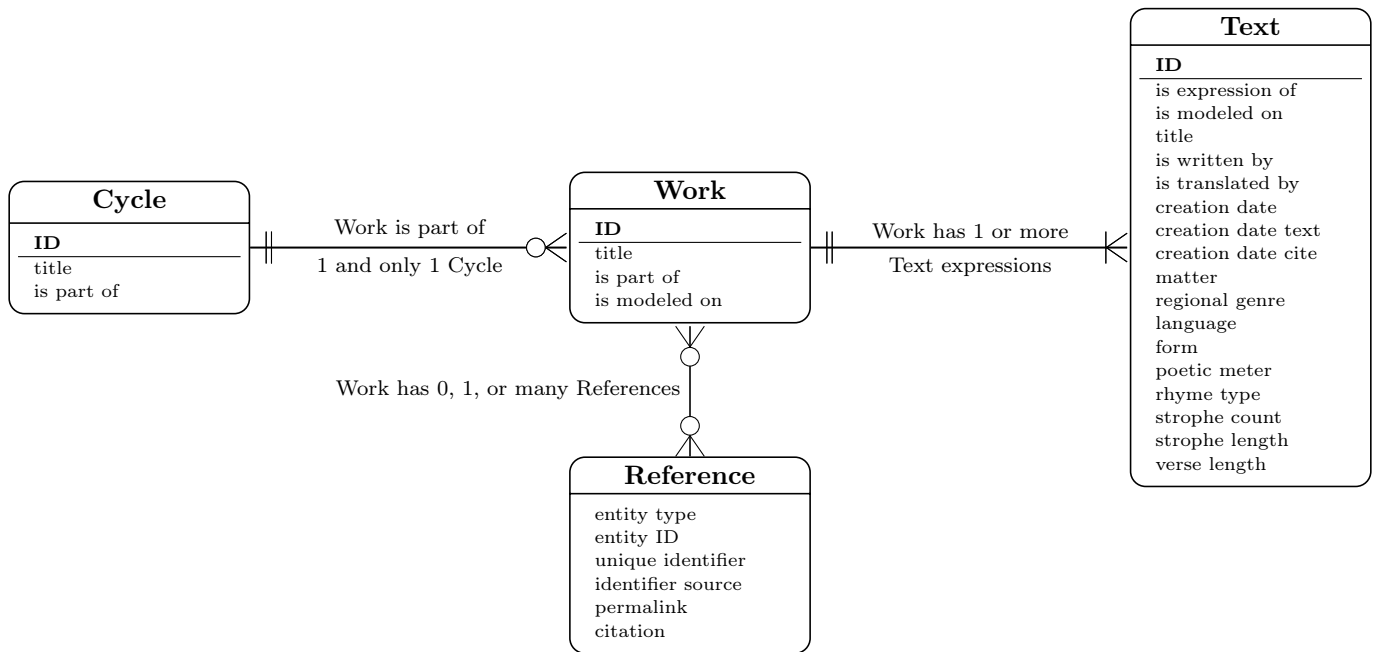 Cycle
ID
title
is part of
Work is part of
1 and only 1 Cycle
Work
ID
title
is part of
is modeled on
Work has 1 or more
Text expressions
Text
ID
is expression of
is modeled on
title
is written by
is translated by
creation date
creation date text
creation date cite
matter
regional genre
language
form
poetic meter
rhyme type
strophe count
strophe length
verse length
Work has 0, 1, or many References
Reference
entity type
entity ID
unique identifier
identifier source
permalink
citation